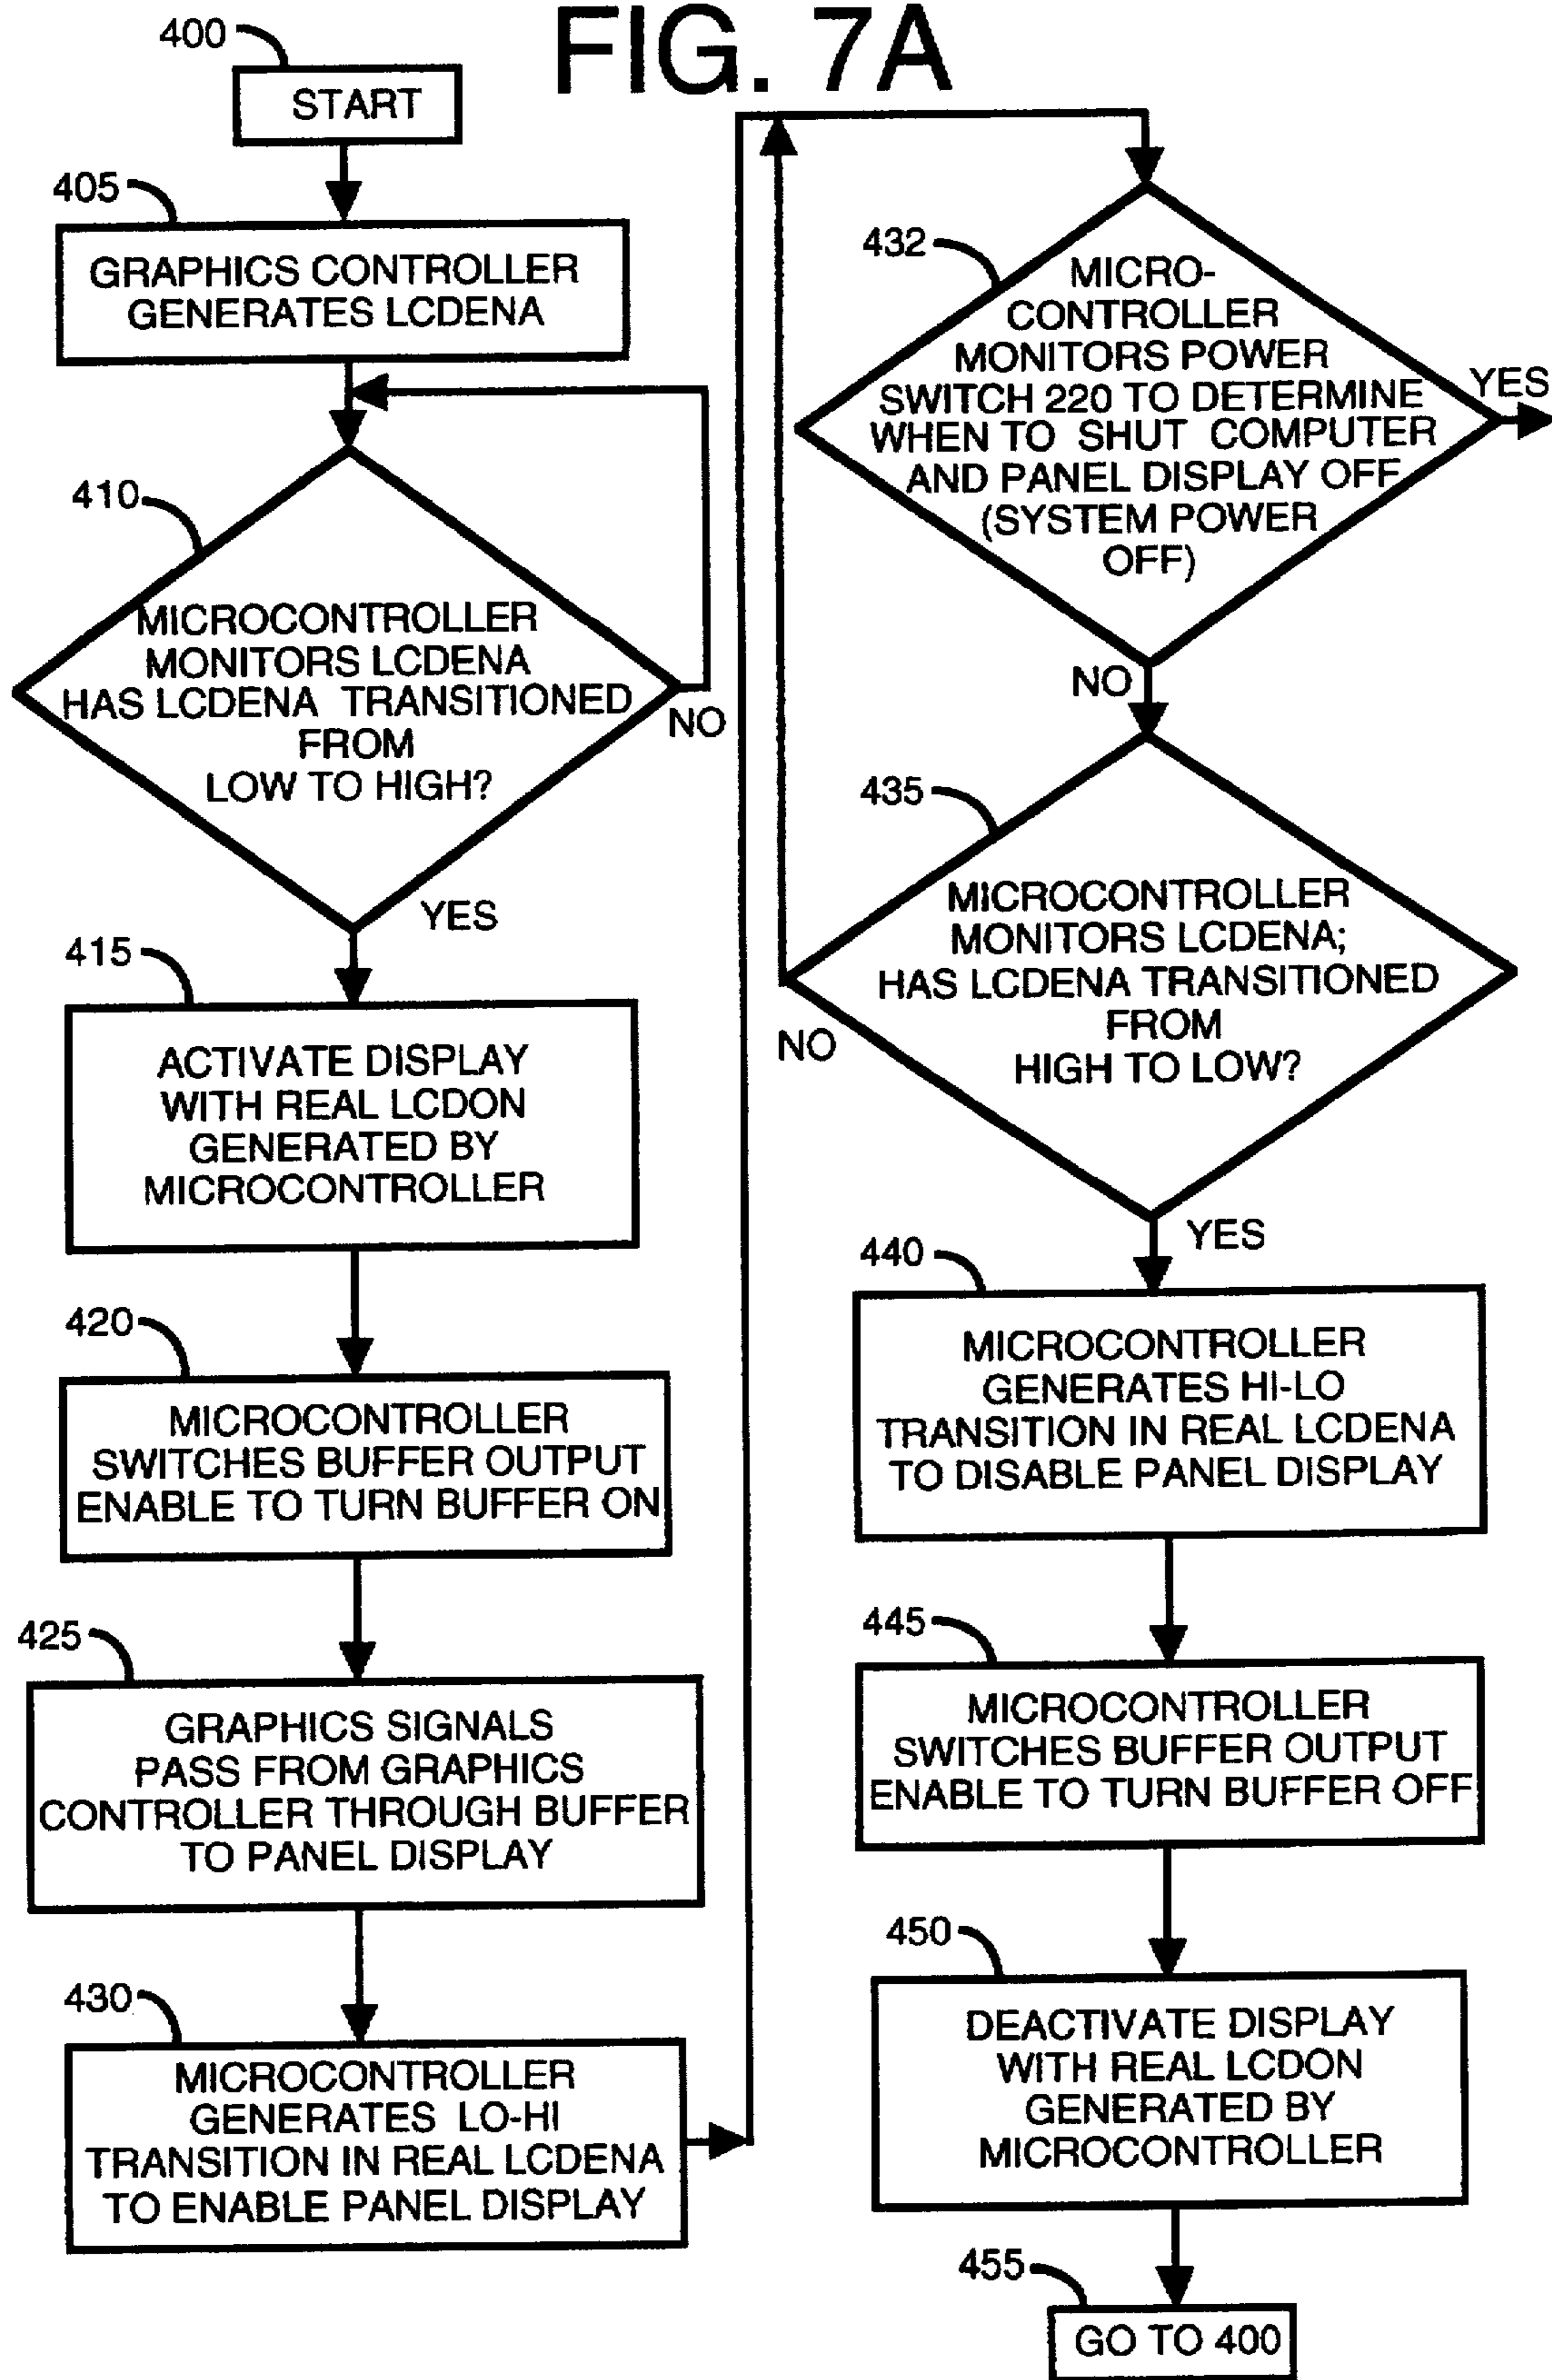 FIG. 7A
400
START
405
GRAPHICS CONTROLLER
GENERATES LCDENA
410
MICROCONTROLLER
MONITORS LCDENA
HAS LCDENA TRANSITIONED
FROM
LOW TO HIGH?
NO
YES
415
ACTIVATE DISPLAY
WITH REAL LCDON
GENERATED BY
MICROCONTROLLER
420
MICROCONTROLLER
SWITCHES BUFFER OUTPUT
ENABLE TO TURN BUFFER ON
425
GRAPHICS SIGNALS
PASS FROM GRAPHICS
CONTROLLER THROUGH BUFFER
TO PANEL DISPLAY
430
MICROCONTROLLER
GENERATES LO-HI
TRANSITION IN REAL LCDENA
TO ENABLE PANEL DISPLAY
432
MICRO-
CONTROLLER
MONITORS POWER
SWITCH 220 TO DETERMINE
WHEN TO SHUT COMPUTER
AND PANEL DISPLAY OFF
(SYSTEM POWER
OFF)
YES
NO
435
MICROCONTROLLER
MONITORS LCDENA;
HAS LCDENA TRANSITIONED
FROM
HIGH TO LOW?
NO
YES
440
MICROCONTROLLER
GENERATES HI-LO
TRANSITION IN REAL LCDENA
TO DISABLE PANEL DISPLAY
445
MICROCONTROLLER
SWITCHES BUFFER OUTPUT
ENABLE TO TURN BUFFER OFF
450
DEACTIVATE DISPLAY
WITH REAL LCDON
GENERATED BY
MICROCONTROLLER
455
GO TO 400